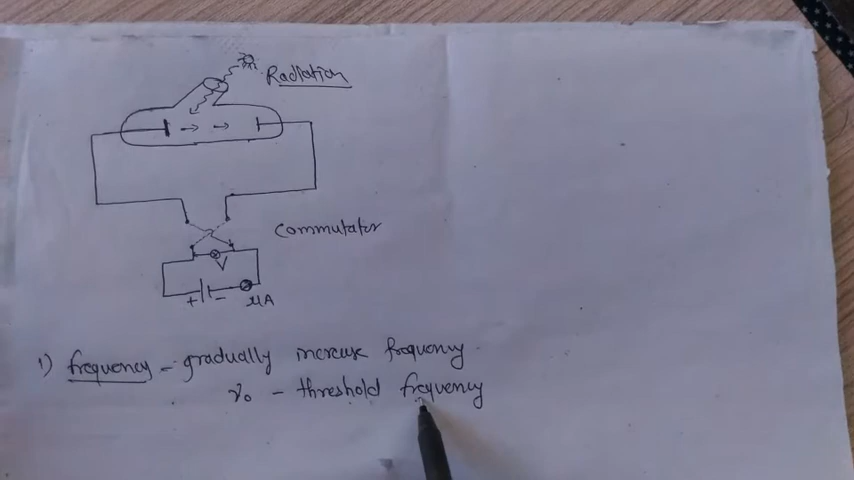 Radiation
Commutator
V
+ -
μA
1) frequency - gradually increase frequency
ν₀ - threshold frequency